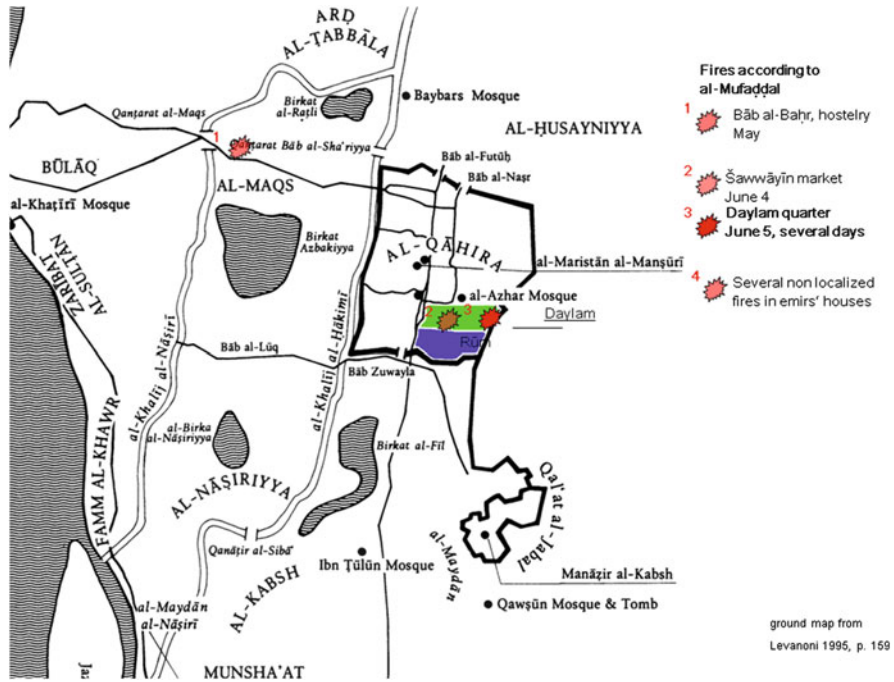 ARḌ
AL-ṬABBĀLA
Baybars Mosque
Birkat
al-Raṭlī
Qanṭarat al-Maqs
1
Qanṭarat Bāb al-Sha'riyya
AL-ḤUSAYNIYYA
Bāb al-Futūḥ
Bāb al-Naṣr
BŪLĀQ
AL-MAQS
al-Khaṭīrī Mosque
ZARIBAT
AL-SULṬĀN
Birkat
Azbakiyya
AL-QĀHIRA
al-Maristān al-Manṣūrī
al-Azhar Mosque
2
3
Daylam
Rūm
al-Khalīj al-Nāṣirī
Bāb al-Lūq
al-Khalīj al-Ḥākimī
Bāb Zuwayla
FAMM AL-KHAWR
al-Birka
al-Nāṣiriyya
Birkat al-Fīl
AL-NĀṢIRIYYA
Qal'at al-Jabal
Qanāṭir al-Sibā'
al-Maydān
Ibn Ṭūlūn Mosque
AL-KABSH
Manāẓir al-Kabsh
al-Maydān
al-Nāṣirī
Qawṣūn Mosque & Tomb
MUNSHA'AT
Fires according to
al-Mufaḍḍal
1
Bāb al-Baḥr, hostelry
May
2
Šawwāyīn market
June 4
3
Daylam quarter
June 5, several days
4
Several non localized
fires in emirs' houses
ground map from
Levanoni 1995, p. 159